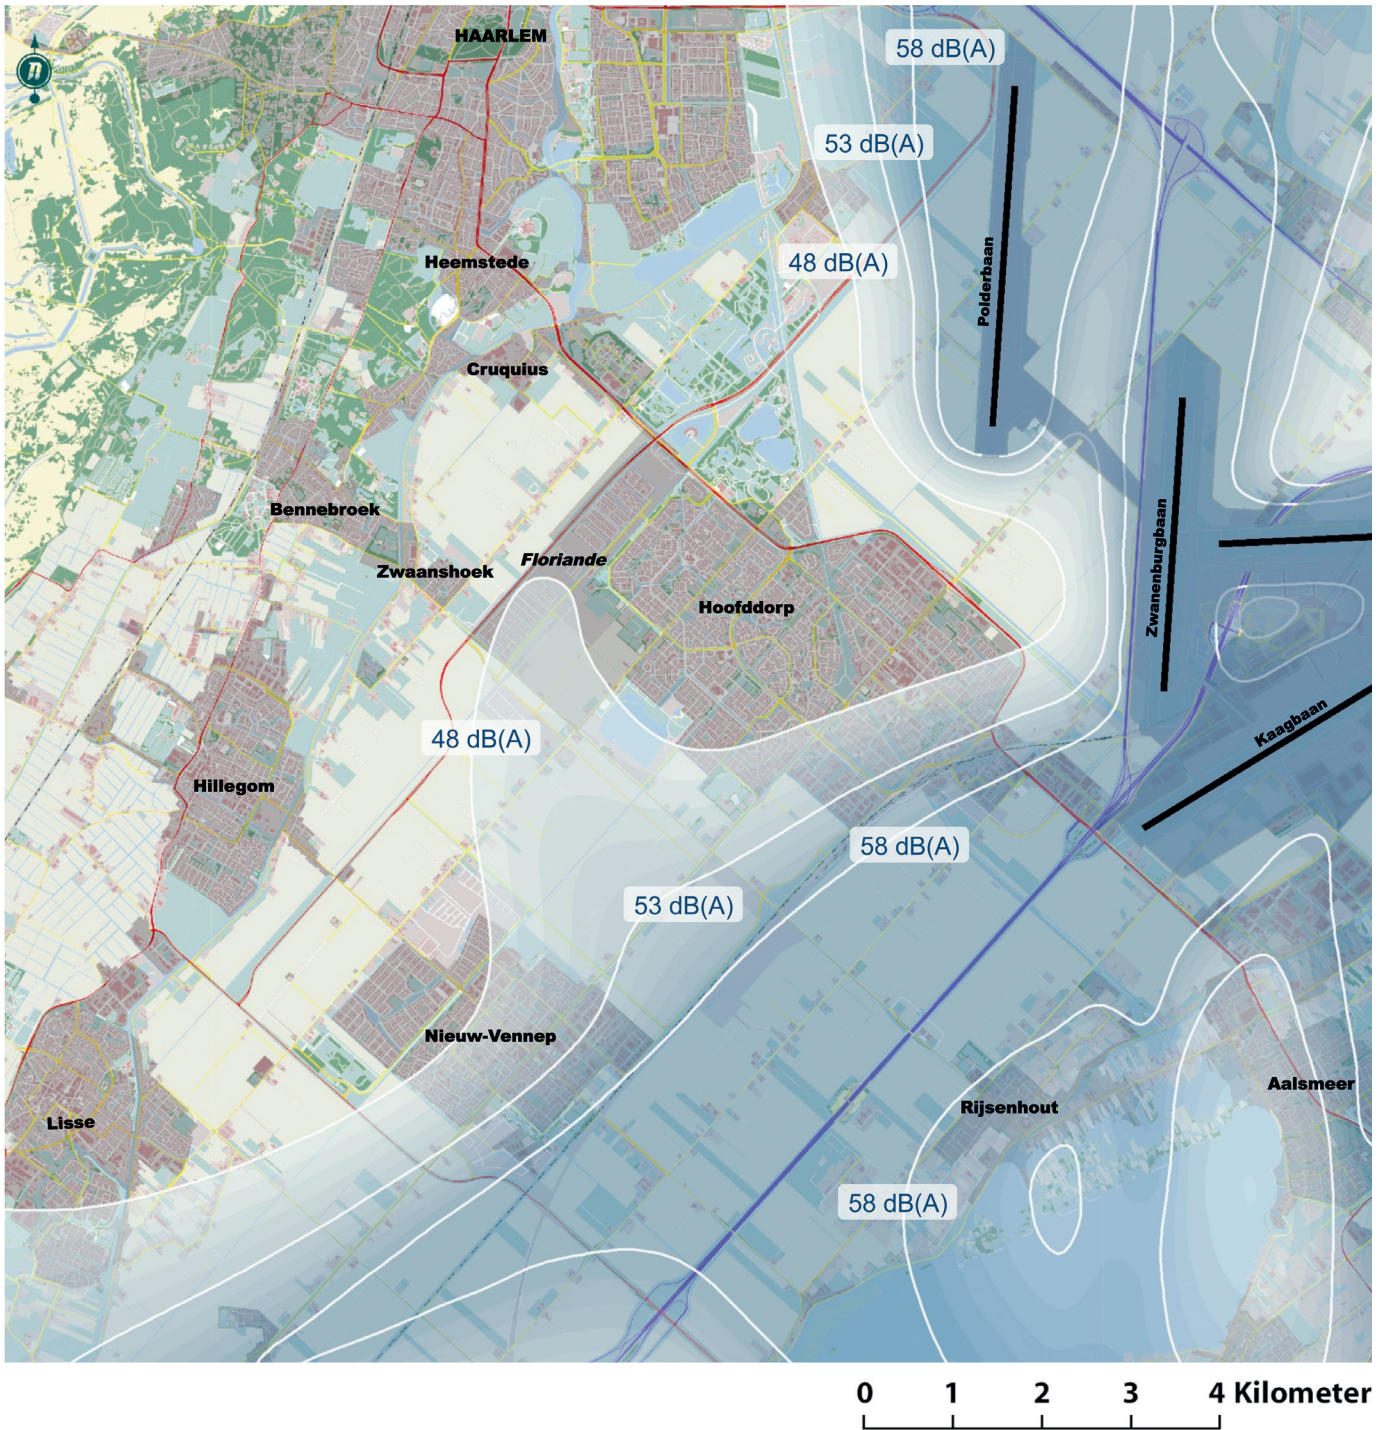 HAARLEM
58 dB(A)
53 dB(A)
Heemstede
48 dB(A)
Polderbaan
Cruquius
Bennebroek
Zwaanshoek
Floriande
Hoofddorp
Zwanenburgbaan
Kaagbaan
48 dB(A)
Hillegom
58 dB(A)
53 dB(A)
Nieuw-Vennep
Aalsmeer
Rijsenhout
Lisse
58 dB(A)
0 1 2 3 4 Kilometer